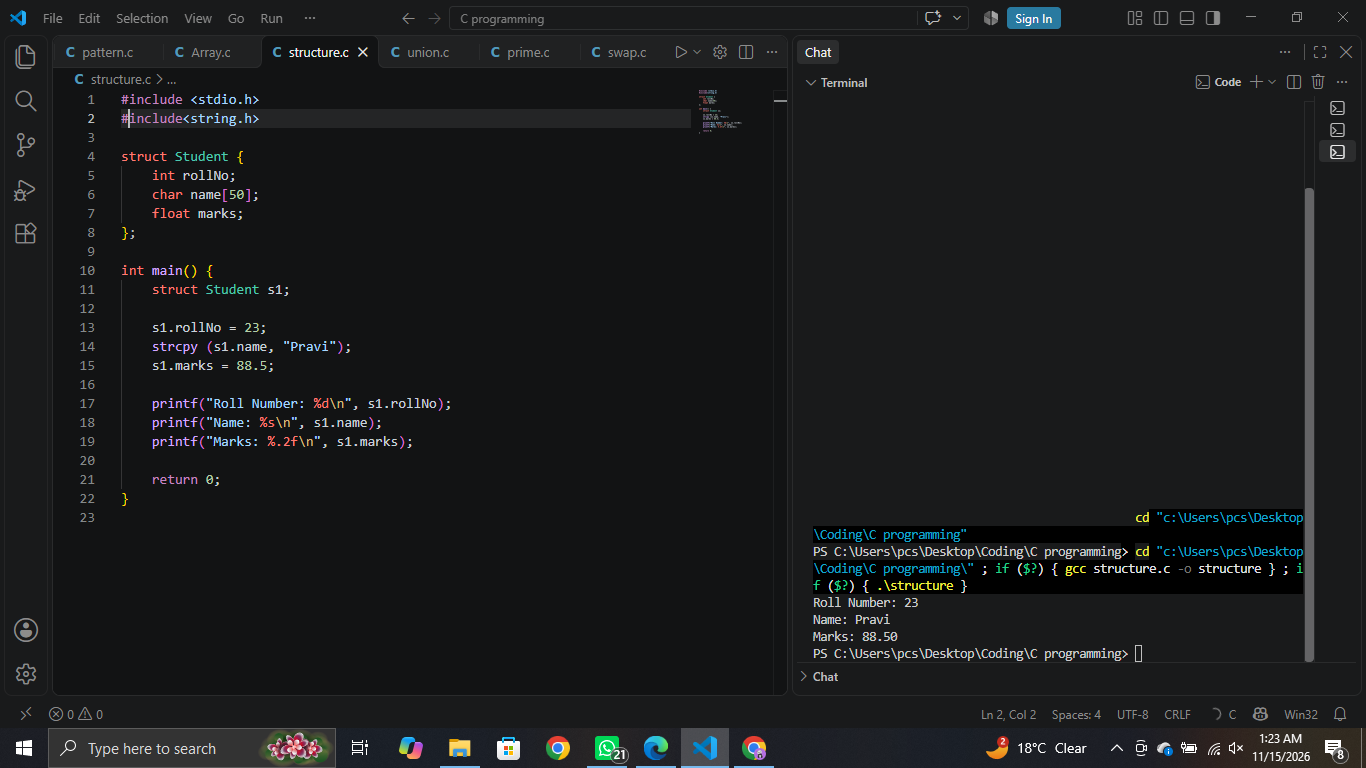 File Edit Selection View Go Run ··· C programming Sign In
pattern.c Array.c structure.c union.c prime.c swap.c
C structure.c > ...
1 #include <stdio.h>
2 #include<string.h>
3
4 struct Student {
5 int rollNo;
6 char name[50];
7 float marks;
8 };
9
10 int main() {
11 struct Student s1;
12
13 s1.rollNo = 23;
14 strcpy (s1.name, "Pravi");
15 s1.marks = 88.5;
16
17 printf("Roll Number: %d\n", s1.rollNo);
18 printf("Name: %s\n", s1.name);
19 printf("Marks: %.2f\n", s1.marks);
20
21 return 0;
22 }
23
Chat
Terminal Code
cd "c:\Users\pcs\Desktop
\Coding\C programming"
PS C:\Users\pcs\Desktop\Coding\C programming> cd "c:\Users\pcs\Desktop
\Coding\C programming\" ; if ($?) { gcc structure.c -o structure } ; i
f ($?) { .\structure }
Roll Number: 23
Name: Pravi
Marks: 88.50
PS C:\Users\pcs\Desktop\Coding\C programming>
Chat
0 0 Ln 2, Col 2 Spaces: 4 UTF-8 CRLF C Win32
Type here to search 21 2 18°C Clear 1:23 AM
11/15/2026 8